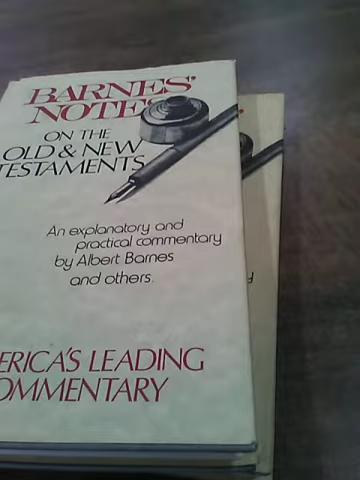 BARNES'
NOTES
ON THE
OLD & NEW
TESTAMENTS
An explanatory and
practical commentary
by Albert Barnes
and others.
ERICA'S LEADING
OMMENTARY